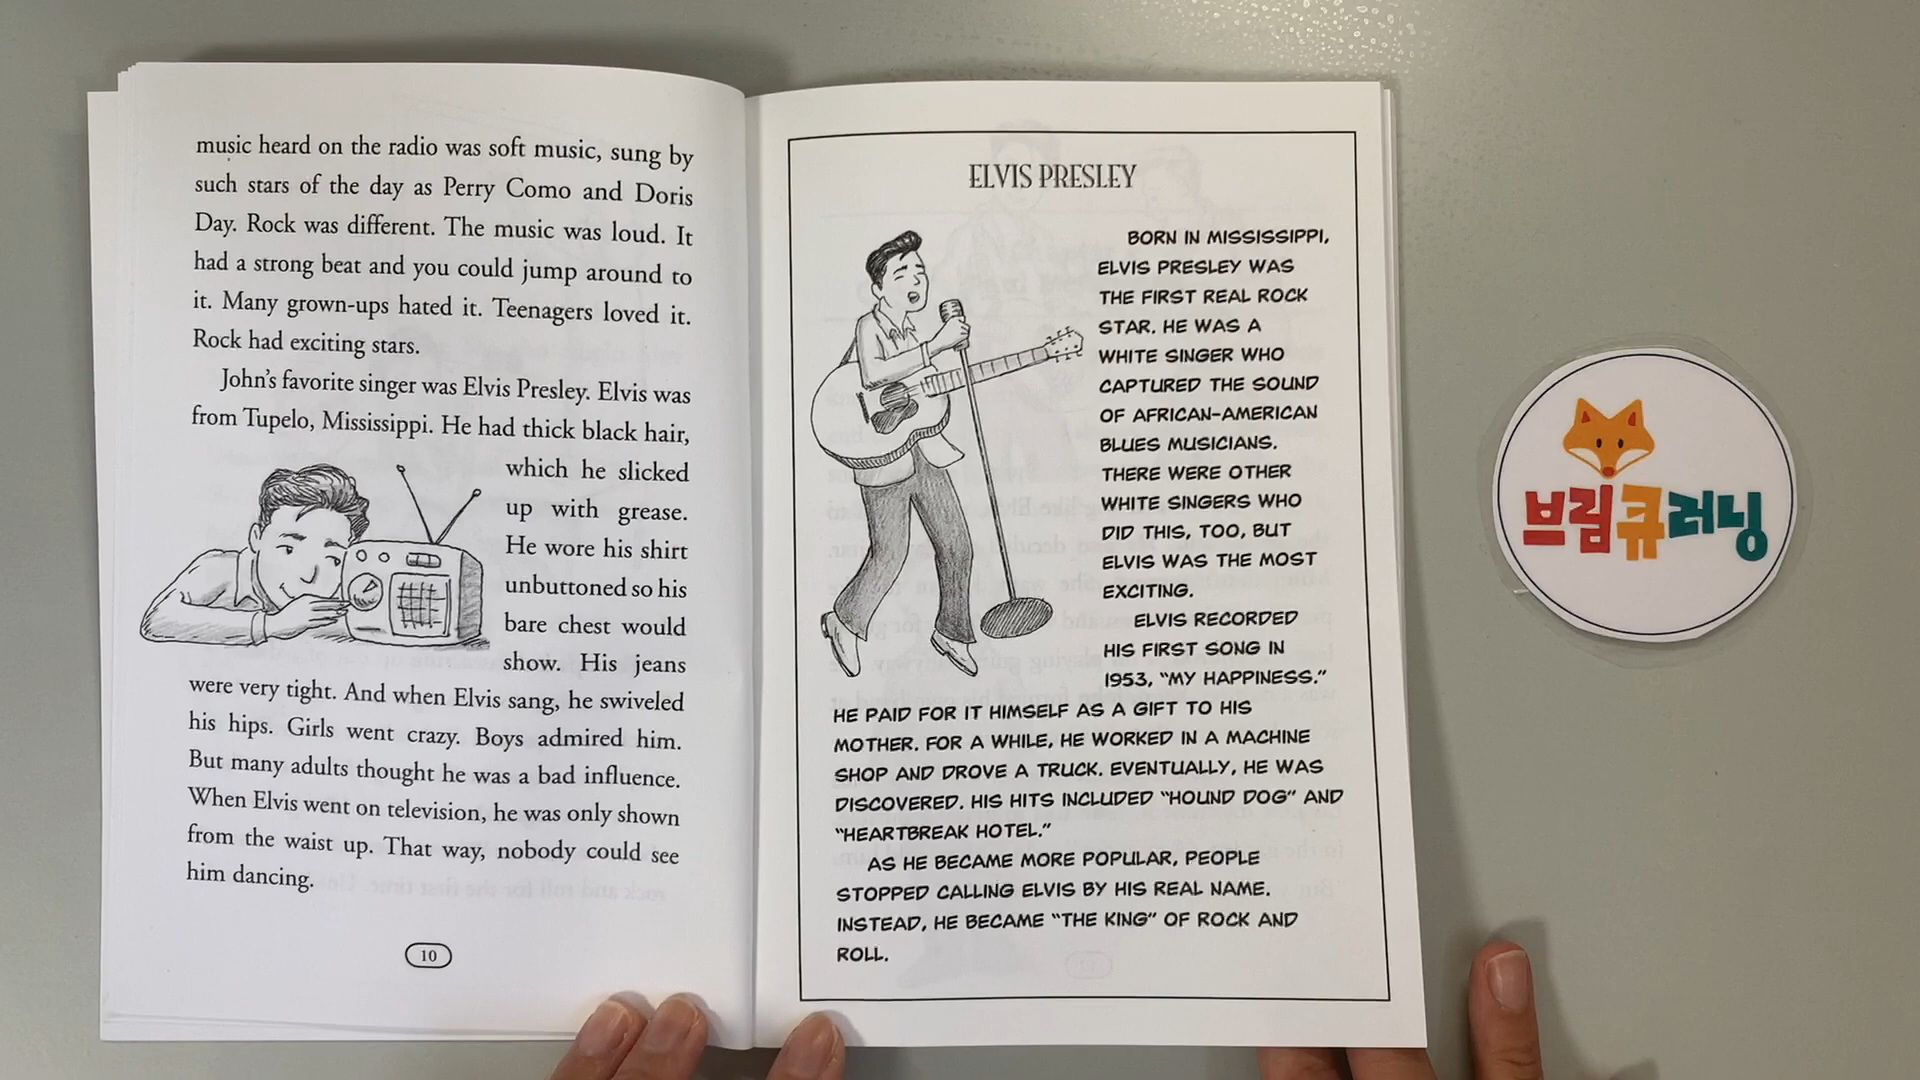 music heard on the radio was soft music, sung by
such stars of the day as Perry Como and Doris
Day. Rock was different. The music was loud. It
had a strong beat and you could jump around to
it. Many grown-ups hated it. Teenagers loved it.
Rock had exciting stars.
John's favorite singer was Elvis Presley. Elvis was
from Tupelo, Mississippi. He had thick black hair,
which he slicked
up with grease.
He wore his shirt
unbuttoned so his
bare chest would
show. His jeans
were very tight. And when Elvis sang, he swiveled
his hips. Girls went crazy. Boys admired him.
But many adults thought he was a bad influence.
When Elvis went on television, he was only shown
from the waist up. That way, nobody could see
him dancing.
10
ELVIS PRESLEY
BORN IN MISSISSIPPI,
ELVIS PRESLEY WAS
THE FIRST REAL ROCK
STAR. HE WAS A
WHITE SINGER WHO
CAPTURED THE SOUND
OF AFRICAN-AMERICAN
BLUES MUSICIANS.
THERE WERE OTHER
WHITE SINGERS WHO
DID THIS, TOO, BUT
ELVIS WAS THE MOST
EXCITING.
ELVIS RECORDED
HIS FIRST SONG IN
1953, "MY HAPPINESS."
HE PAID FOR IT HIMSELF AS A GIFT TO HIS
MOTHER. FOR A WHILE, HE WORKED IN A MACHINE
SHOP AND DROVE A TRUCK. EVENTUALLY, HE WAS
DISCOVERED. HIS HITS INCLUDED "HOUND DOG" AND
"HEARTBREAK HOTEL."
AS HE BECAME MORE POPULAR, PEOPLE
STOPPED CALLING ELVIS BY HIS REAL NAME.
INSTEAD, HE BECAME "THE KING" OF ROCK AND
ROLL.
브림큐러닝